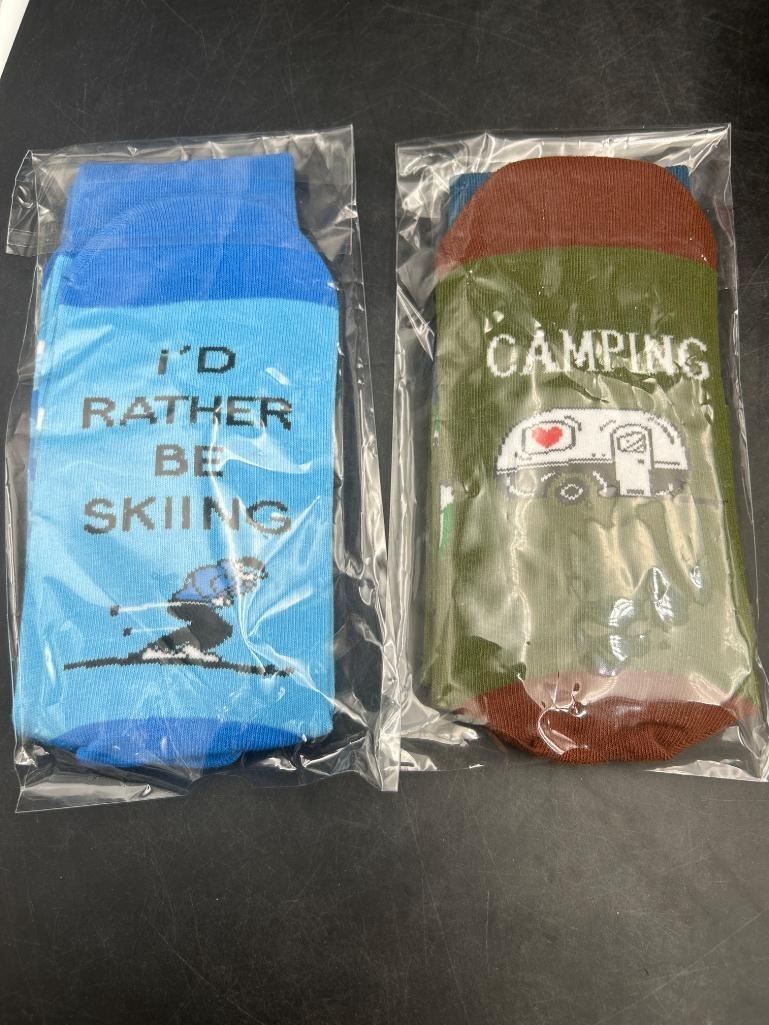 i'D
RATHER
BE
SKIING
CAMPING